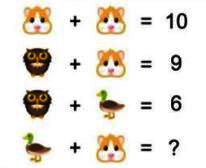 + = 10
+ = 9
+ = 6
+ = ?